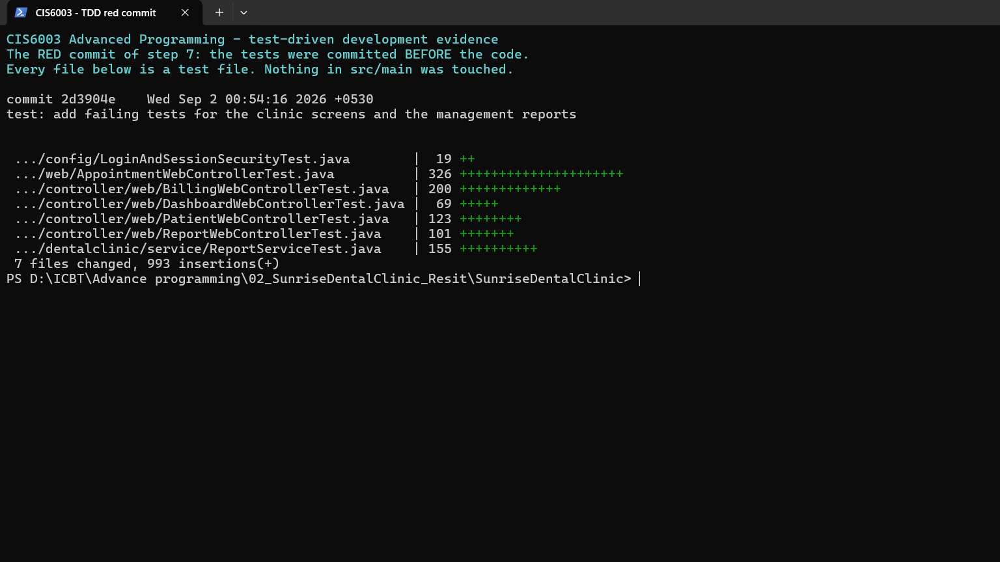 CIS6003 - TDD red commit
CIS6003 Advanced Programming - test-driven development evidence
The RED commit of step 7: the tests were committed BEFORE the code.
Every file below is a test file. Nothing in src/main was touched.
commit 2d3904e    Wed Sep 2 00:54:16 2026 +0530
test: add failing tests for the clinic screens and the management reports
.../config/LoginAndSessionSecurityTest.java        |  19 ++
.../web/AppointmentWebControllerTest.java          | 326 +++++++++++++++++++++
.../controller/web/BillingWebControllerTest.java   | 200 +++++++++++++
.../controller/web/DashboardWebControllerTest.java |  69 +++++
.../controller/web/PatientWebControllerTest.java   | 123 ++++++++
.../controller/web/ReportWebControllerTest.java    | 101 +++++++
.../dentalclinic/service/ReportServiceTest.java    | 155 ++++++++++
7 files changed, 993 insertions(+)
PS D:\ICBT\Advance programming\02_SunriseDentalClinic_Resit\SunriseDentalClinic>